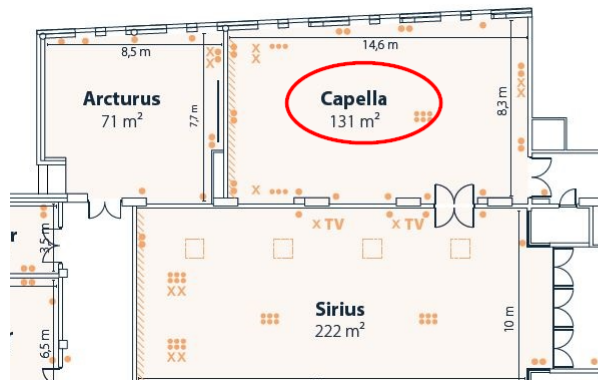 8,5 m
14,6 m
X
X
X
X
X
X
Arcturus
71 m²
7,7 m
Capella
131 m²
8,3 m
X
X TV
X TV
r
3,5 m
X X
Sirius
222 m²
10 m
6,5 m
r
X X